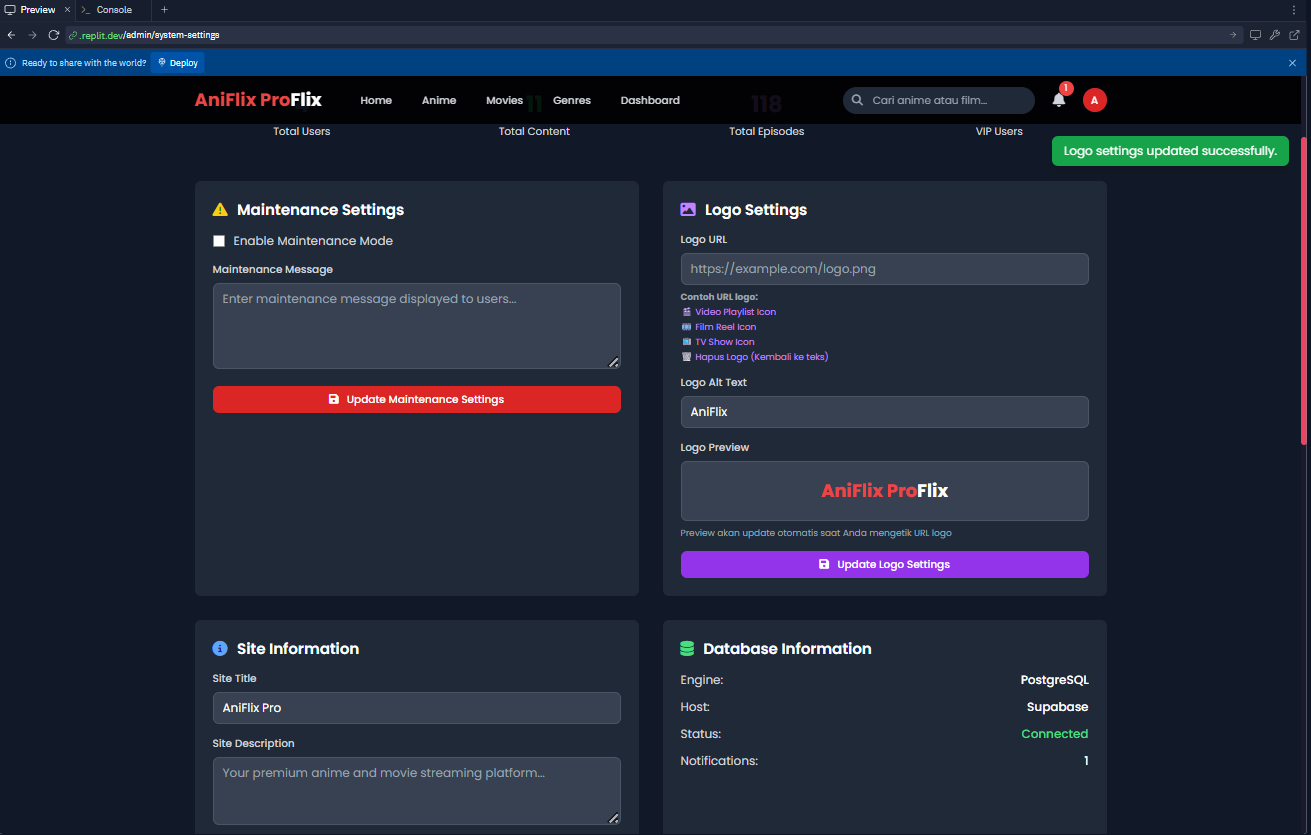 Preview
Console
.replit.dev/admin/system-settings
Ready to share with the world? Deploy
AniFlix ProFlix Home Anime Movies Genres Dashboard Cari anime atau film... 1 A
11 118
Total Users Total Content Total Episodes VIP Users
Logo settings updated successfully.
Maintenance Settings
Enable Maintenance Mode
Maintenance Message
Enter maintenance message displayed to users...
Update Maintenance Settings
Logo Settings
Logo URL
https://example.com/logo.png
Contoh URL logo:
Video Playlist Icon
Film Reel Icon
TV Show Icon
Hapus Logo (Kembali ke teks)
Logo Alt Text
AniFlix
Logo Preview
AniFlix ProFlix
Preview akan update otomatis saat Anda mengetik URL logo
Update Logo Settings
Site Information
Site Title
AniFlix Pro
Site Description
Your premium anime and movie streaming platform...
Database Information
Engine: PostgreSQL
Host: Supabase
Status: Connected
Notifications: 1